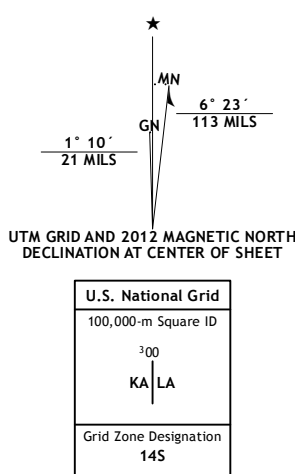 ★
MN
GN
6° 23´
113 MILS
1° 10´
21 MILS
UTM GRID AND 2012 MAGNETIC NORTH
DECLINATION AT CENTER OF SHEET
U.S. National Grid
100,000-m Square ID
³00
KA LA
Grid Zone Designation
14S